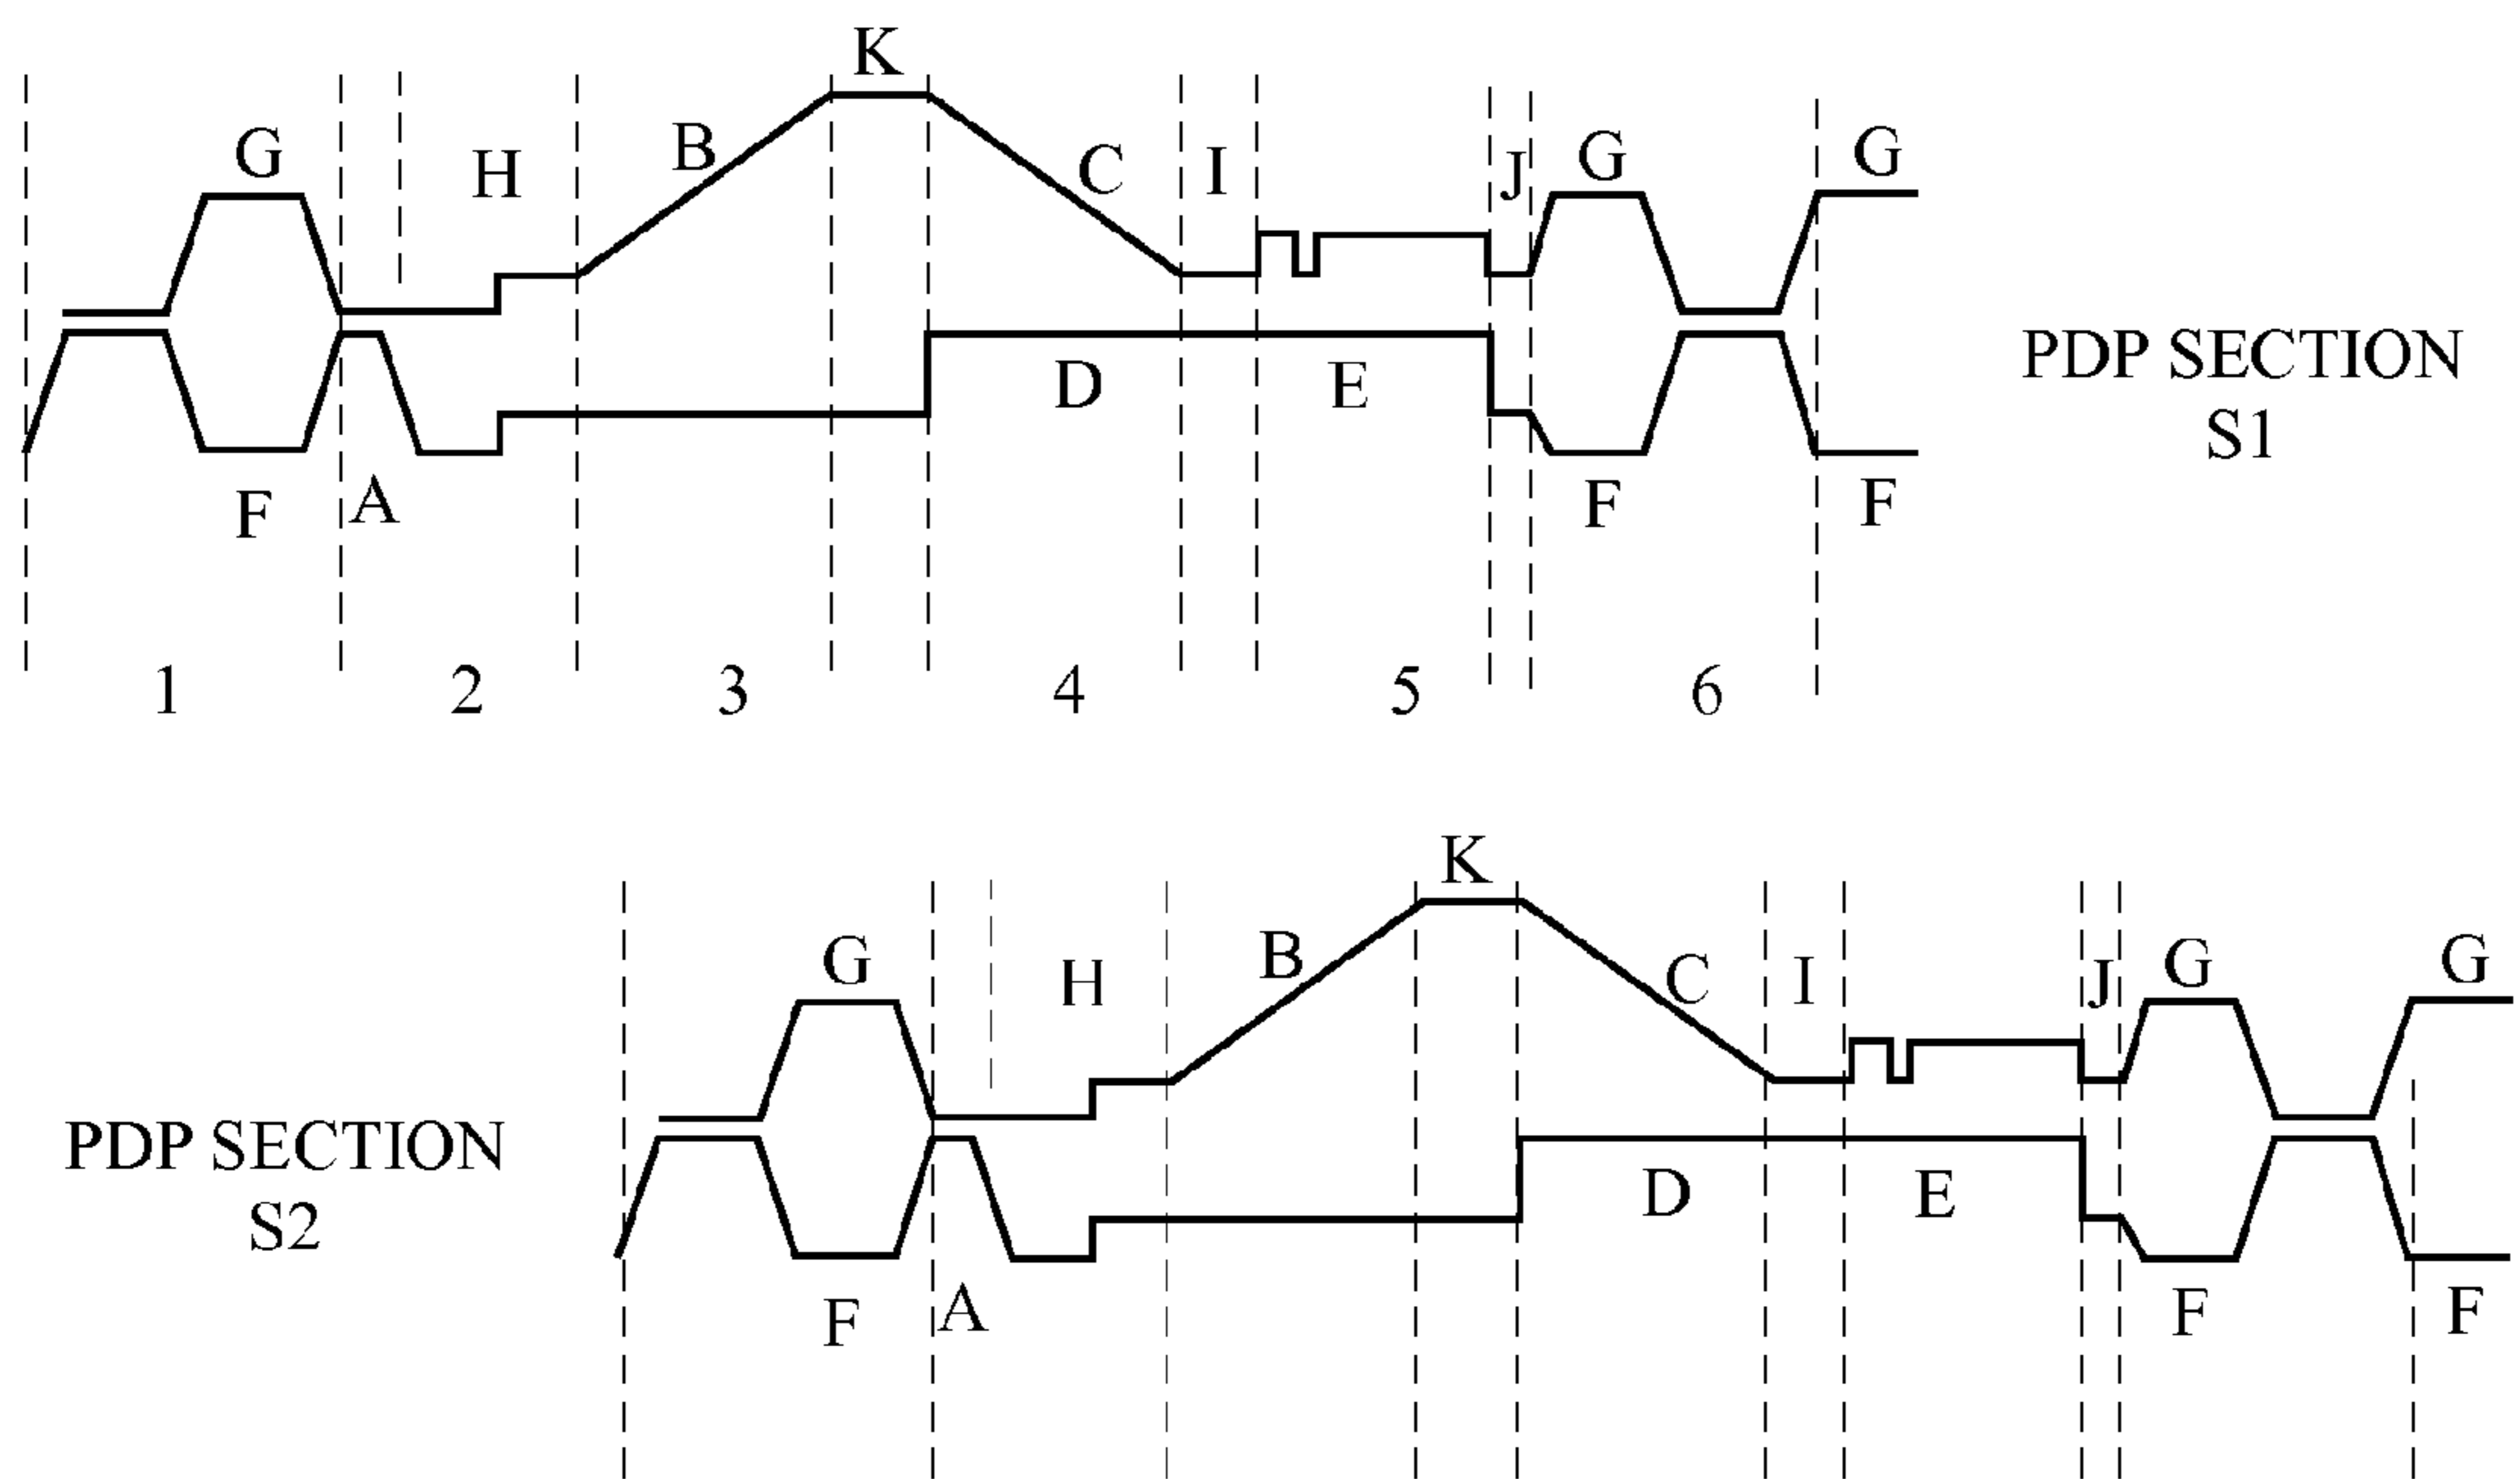 K
G H B C I J G G
D E
F A F F
PDP SECTION
S1
1 2 3 4 5 6
K
G H B C I J G G
PDP SECTION
S2
D E
F A F F